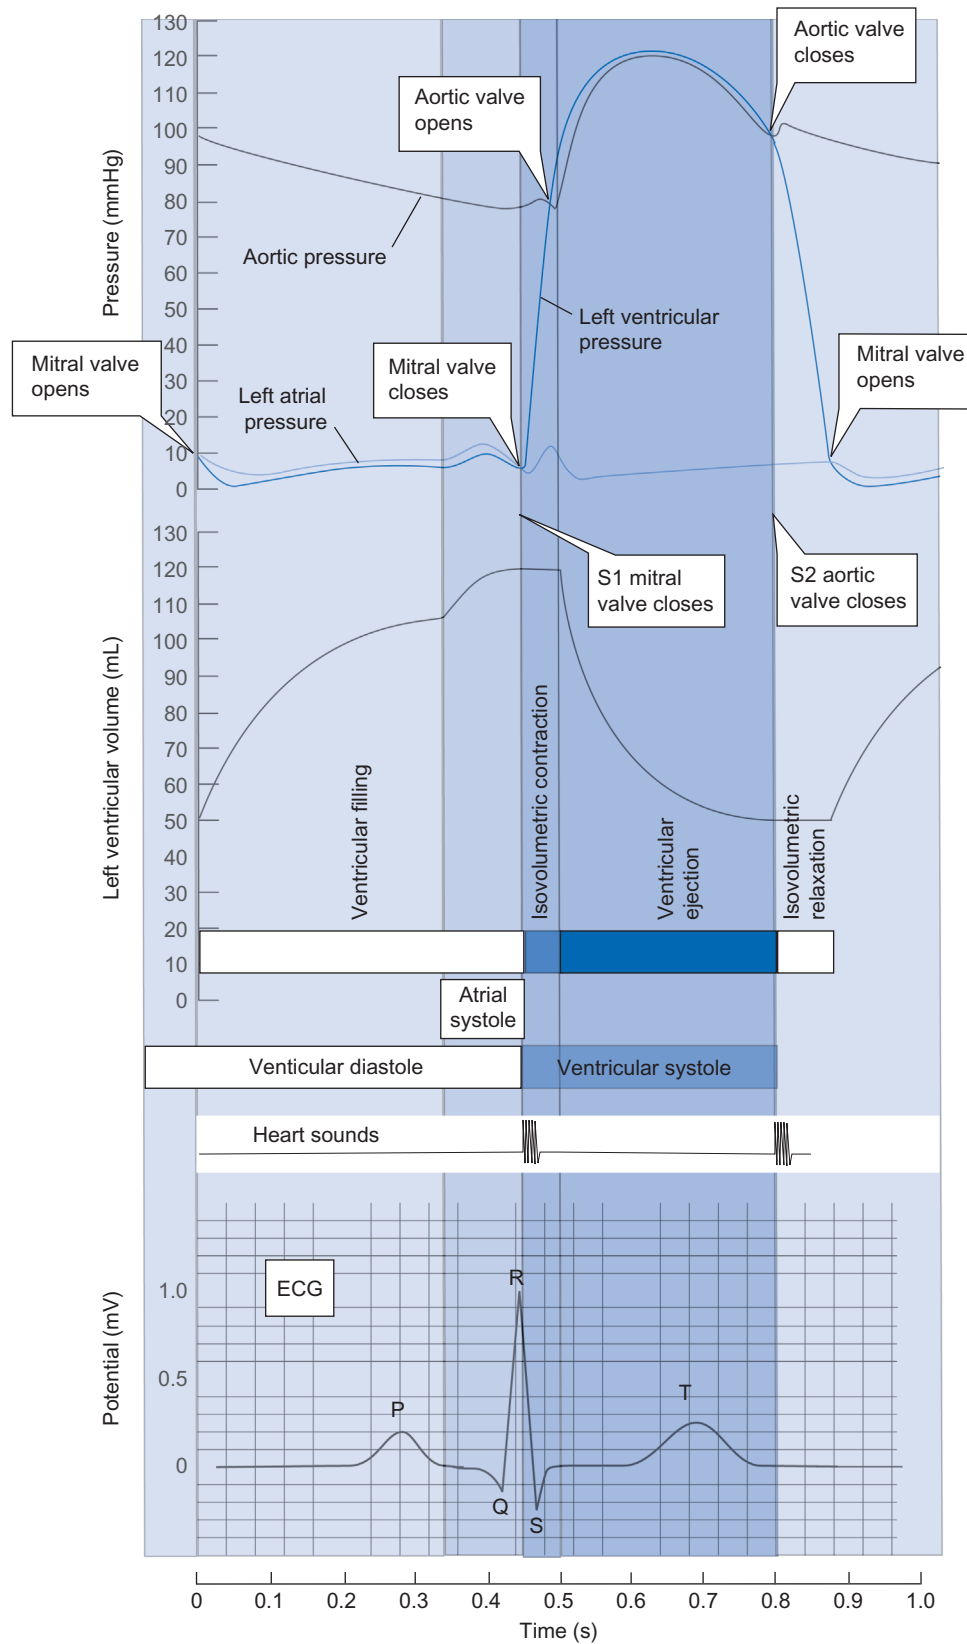 130
120
110
100
90
80
70
60
50
40
30
20
10
0
Pressure (mmHg)
Aortic valve
closes
Aortic valve
opens
Aortic pressure
Left ventricular
pressure
Mitral valve
opens
Mitral valve
closes
Mitral valve
opens
Left atrial
pressure
130
120
110
100
90
80
70
60
50
40
30
20
10
0
Left ventricular volume (mL)
S1 mitral
valve closes
S2 aortic
valve closes
Ventricular filling
Isovolumetric contraction
Ventricular
ejection
Isovolumetric
relaxation
Atrial
systole
Venticular diastole
Ventricular systole
Heart sounds
ECG
1.0
0.5
0
Potential (mV)
P
Q
R
S
T
0 0.1 0.2 0.3 0.4 0.5 0.6 0.7 0.8 0.9 1.0
Time (s)